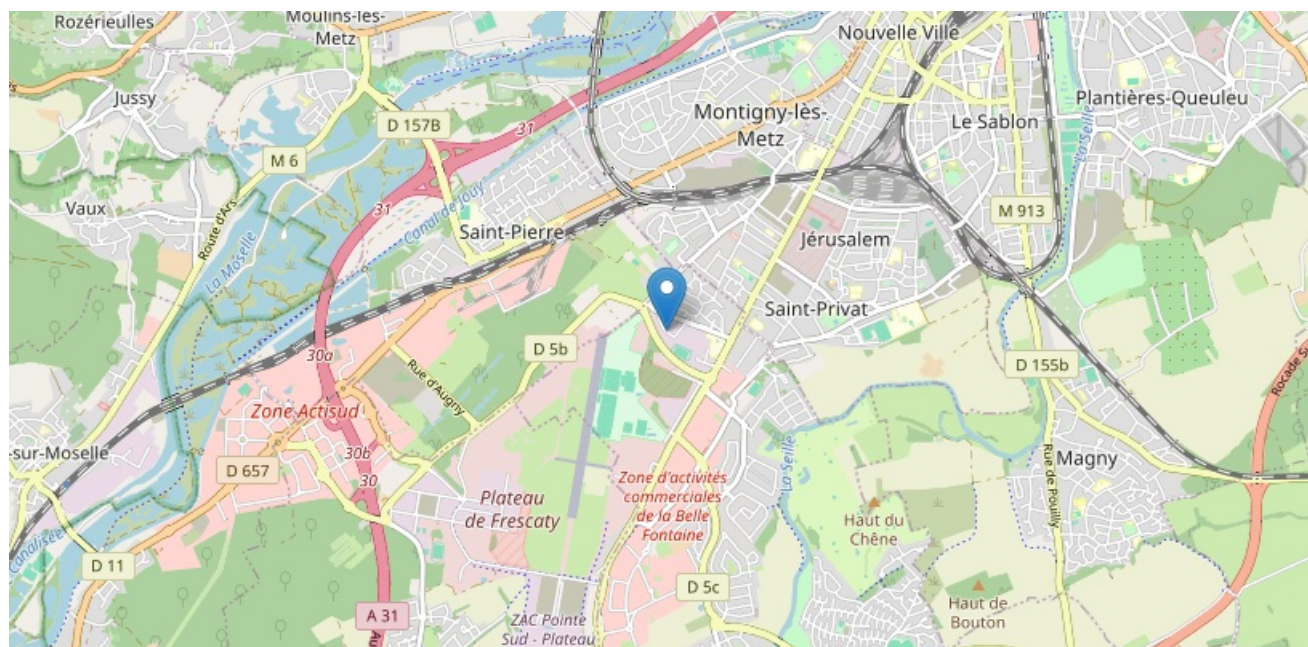 Rozérieulles
Moulins-lès-
Metz
Nouvelle Ville
Jussy
D 157B
31
Montigny-lès-
Metz
Le Sablon
Plantières-Queuleu
La Seille
M 6
Vaux
Route d'Ars
La Moselle
31
Canal de Jouy
Saint-Pierre
Jérusalem
M 913
Saint-Privat
30a
D 5b
Rue d'Augny
D 155b
Zone Actisud
-sur-Moselle
D 657
30b
30
Plateau
de Frescaty
Zone d'activités
commerciales
de la Belle
Fontaine
La Seille
Haut du
Chêne
Rue de Pouilly
Magny
Rocade Su
Canalisée
D 11
A 31
Au
D 5c
ZAC Pointe
Sud - Plateau
Haut de
Bouton